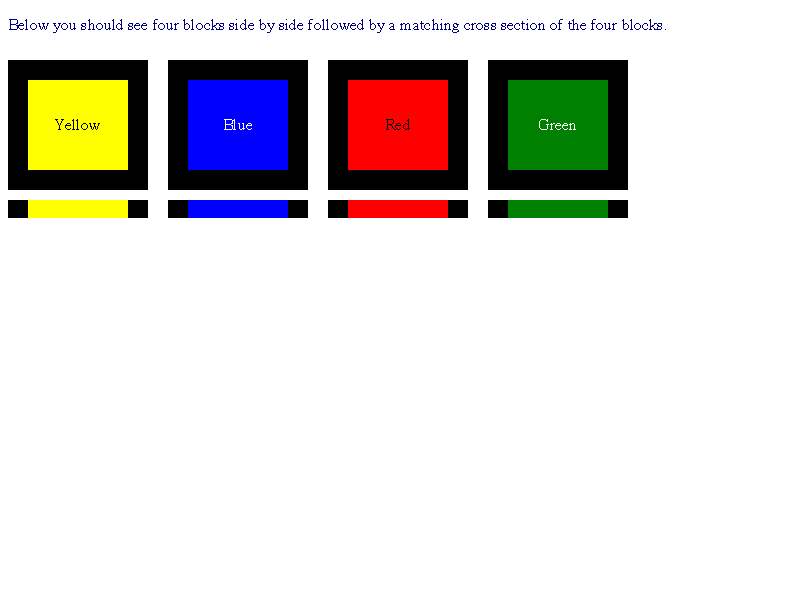 Below you should see four blocks side by side followed by a matching cross section of the four blocks.
Yellow
Blue
Red
Green